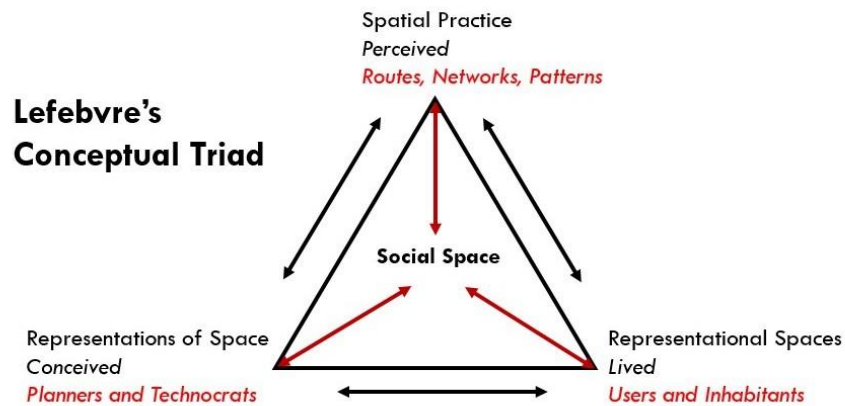 Spatial Practice
Perceived
Routes, Networks, Patterns
Lefebvre's
Conceptual Triad
Social Space
Representations of Space
Conceived
Planners and Technocrats
Representational Spaces
Lived
Users and Inhabitants